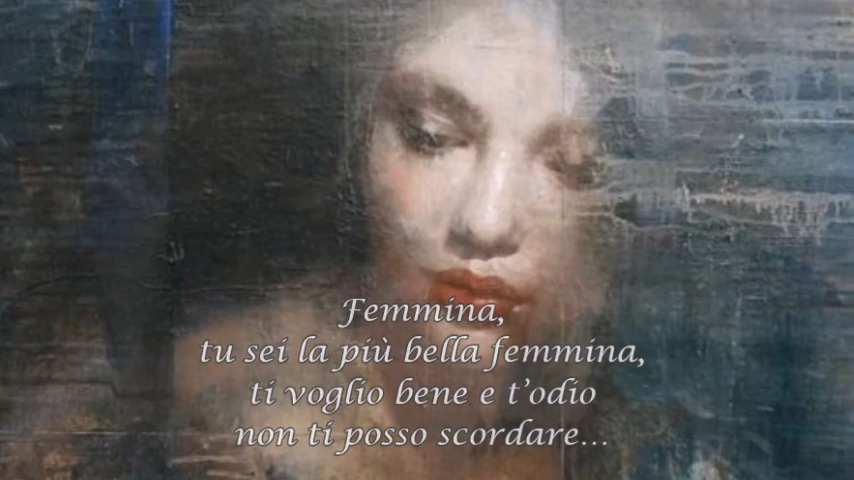 Femmina,
tu sei la più bella femmina,
ti voglio bene e t’odio
non ti posso scordare...